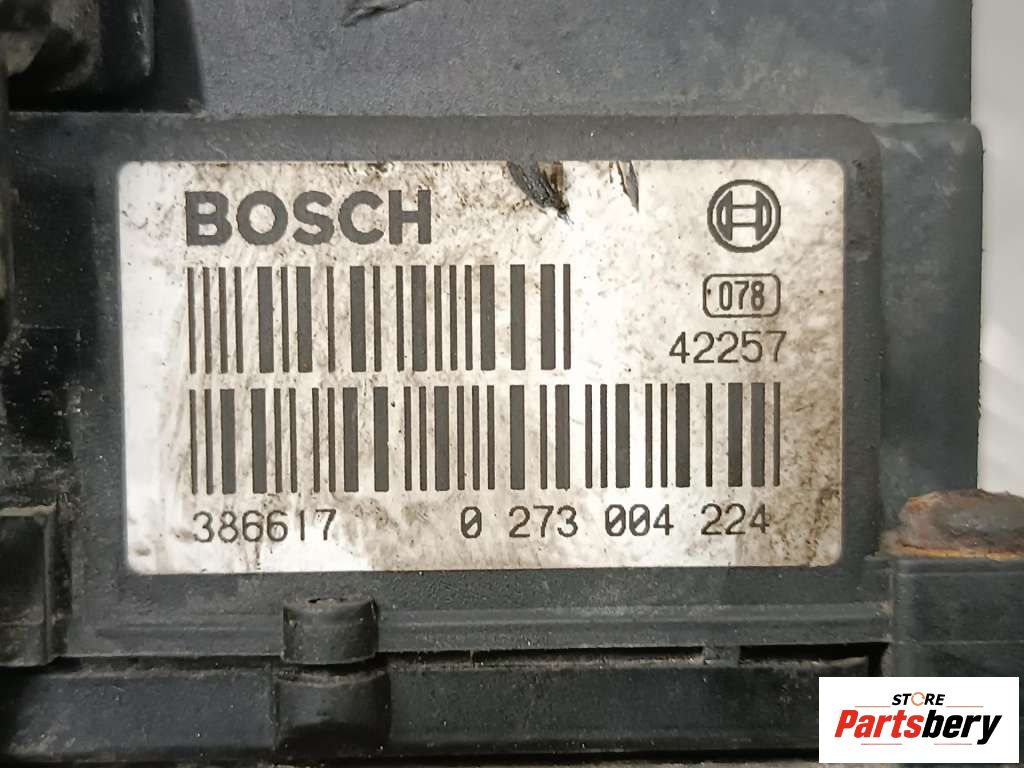 BOSCH
078
42257
386617 0 273 004 224
STORE
Partsbery